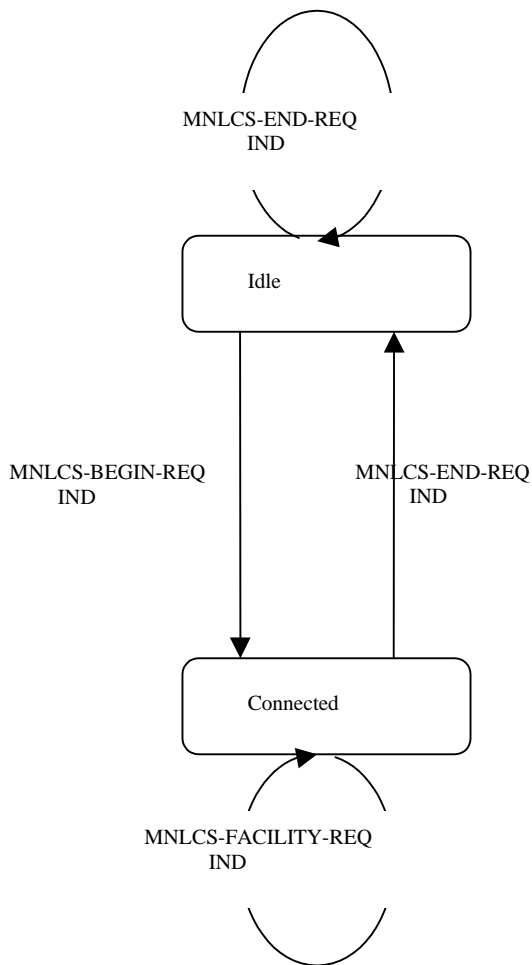 MNLCS-END-REQ
IND
Idle
MNLCS-BEGIN-REQ
IND
MNLCS-END-REQ
IND
Connected
MNLCS-FACILITY-REQ
IND